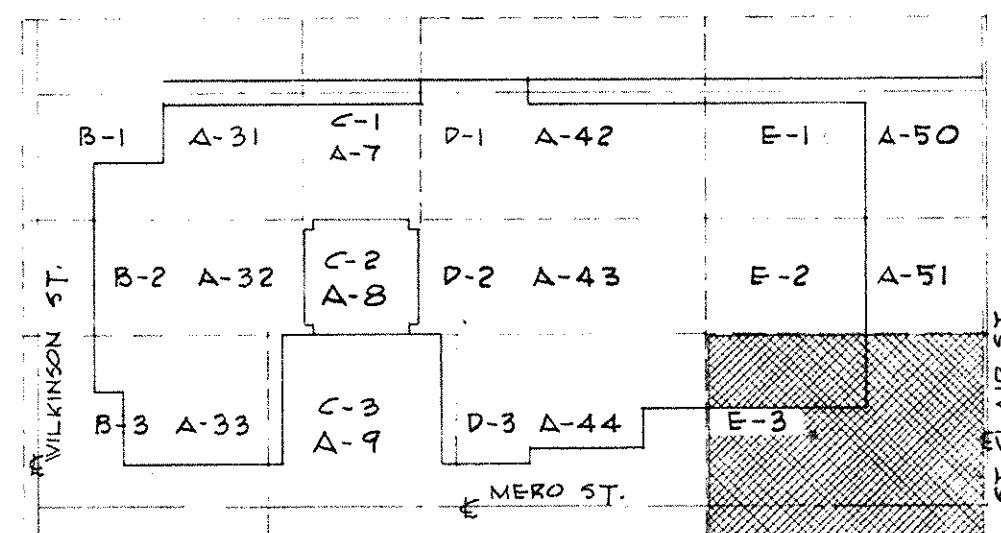 B-1 A-31 C-1 D-1 A-42 E-1 A-50
A-7
B-2 A-32 C-2 D-2 A-43 E-2 A-51
A-8
B-3 A-33 C-3 D-3 A-44 E-3
A-9
WILKINSON ST.
MERO ST.